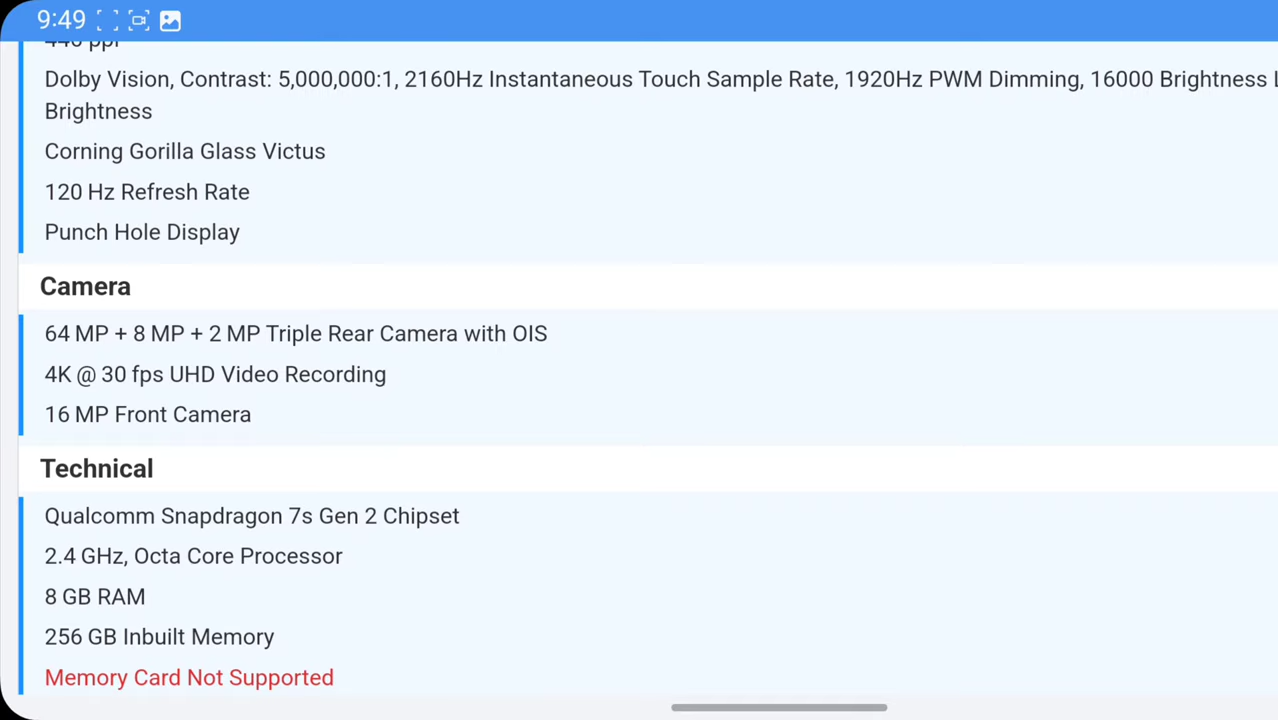 9:49
446 ppi
Dolby Vision, Contrast: 5,000,000:1, 2160Hz Instantaneous Touch Sample Rate, 1920Hz PWM Dimming, 16000 Brightness
Brightness
Corning Gorilla Glass Victus
120 Hz Refresh Rate
Punch Hole Display
Camera
64 MP + 8 MP + 2 MP Triple Rear Camera with OIS
4K @ 30 fps UHD Video Recording
16 MP Front Camera
Technical
Qualcomm Snapdragon 7s Gen 2 Chipset
2.4 GHz, Octa Core Processor
8 GB RAM
256 GB Inbuilt Memory
Memory Card Not Supported